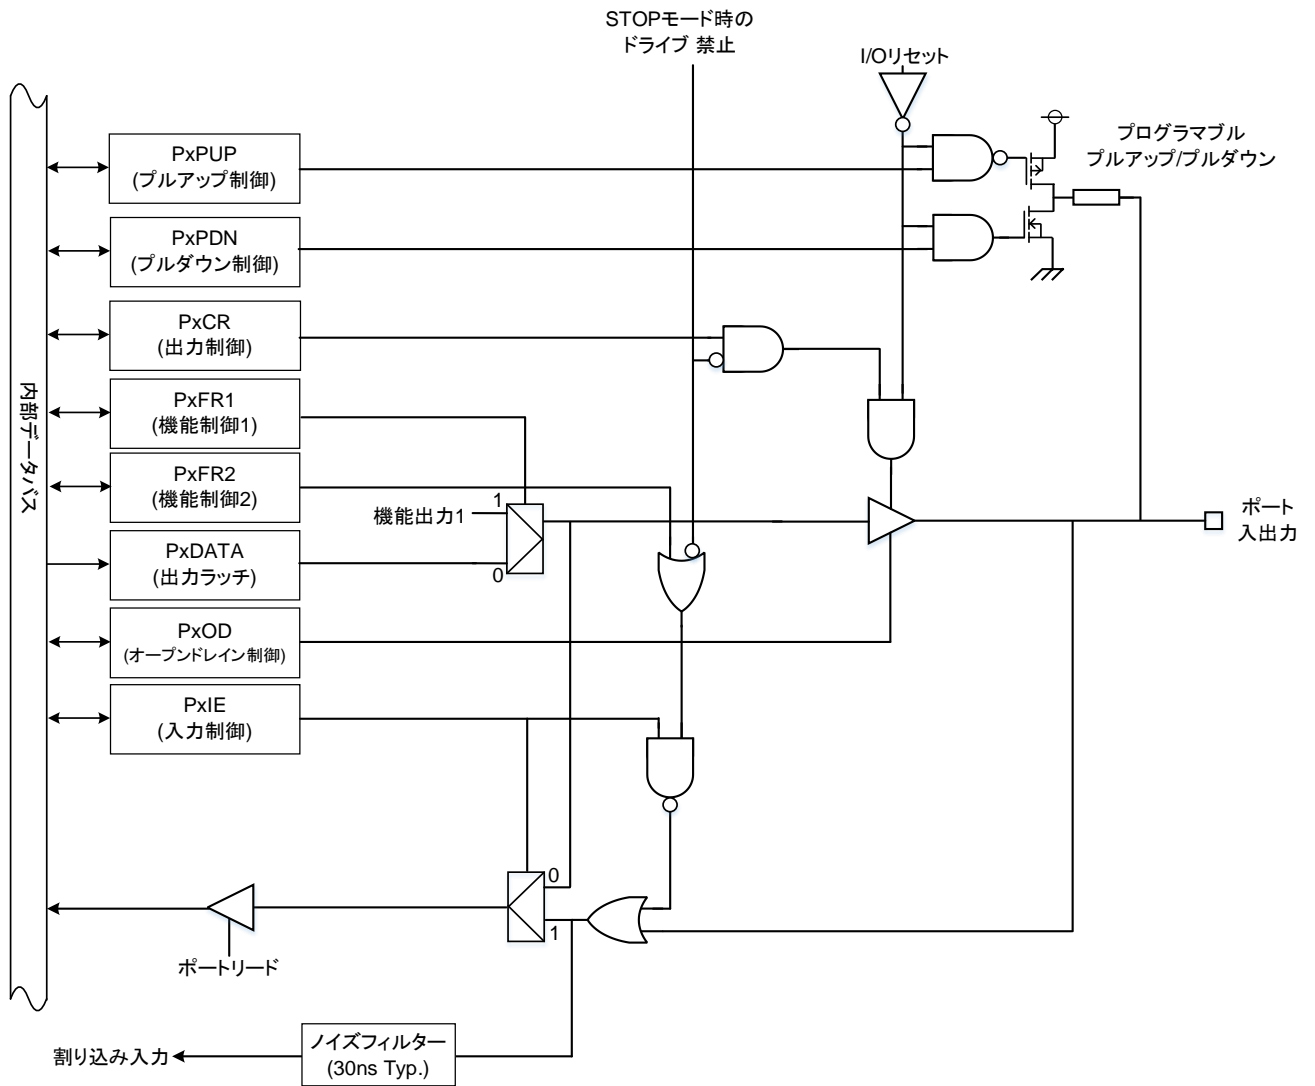 STOPモード時の
ドライブ 禁止
I/Oリセット
プログラマブル
プルアップ/プルダウン
PxPUP
(プルアップ制御)
PxPDN
(プルダウン制御)
PxCR
(出力制御)
内部データバス
PxFR1
(機能制御1)
PxFR2
(機能制御2)
機能出力1
1
0
ポート
入出力
PxDATA
(出力ラッチ)
PxOD
(オープンドレイン制御)
PxIE
(入力制御)
0
1
ポートリード
割り込み入力
ノイズフィルター
(30ns Typ.)